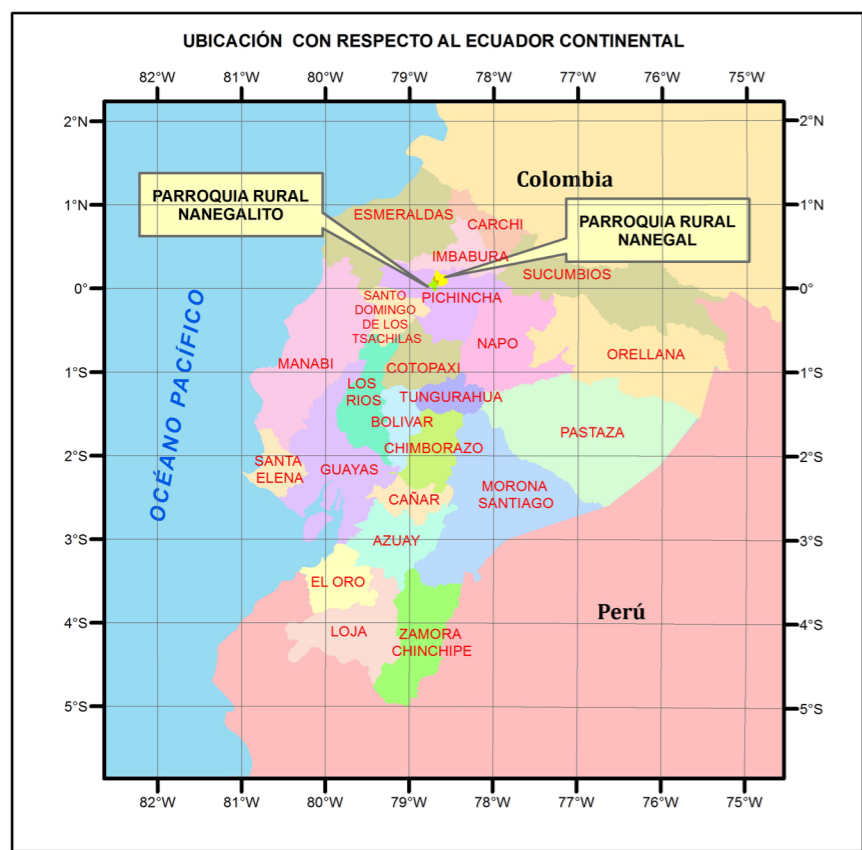 UBICACIÓN CON RESPECTO AL ECUADOR CONTINENTAL
82°W 81°W 80°W 79°W 78°W 77°W 76°W 75°W
2°N 2°N
Colombia
PARROQUIA RURAL
NANEGALITO
1°N 1°N
ESMERALDAS
CARCHI
PARROQUIA RURAL
NANEGAL
IMBABURA
SUCUMBIOS
0° 0°
PICHINCHA
SANTO
DOMINGO
DE LOS
TSACHILAS
OCÉANO PACÍFICO
NAPO
ORELLANA
MANABI
COTOPAXI
1°S 1°S
LOS
RIOS
TUNGURAHUA
BOLIVAR
PASTAZA
CHIMBORAZO
2°S 2°S
SANTA
ELENA
GUAYAS
MORONA
SANTIAGO
CAÑAR
3°S 3°S
AZUAY
EL ORO
Perú
4°S 4°S
LOJA
ZAMORA
CHINCHIPE
5°S 5°S
82°W 81°W 80°W 79°W 78°W 77°W 76°W 75°W